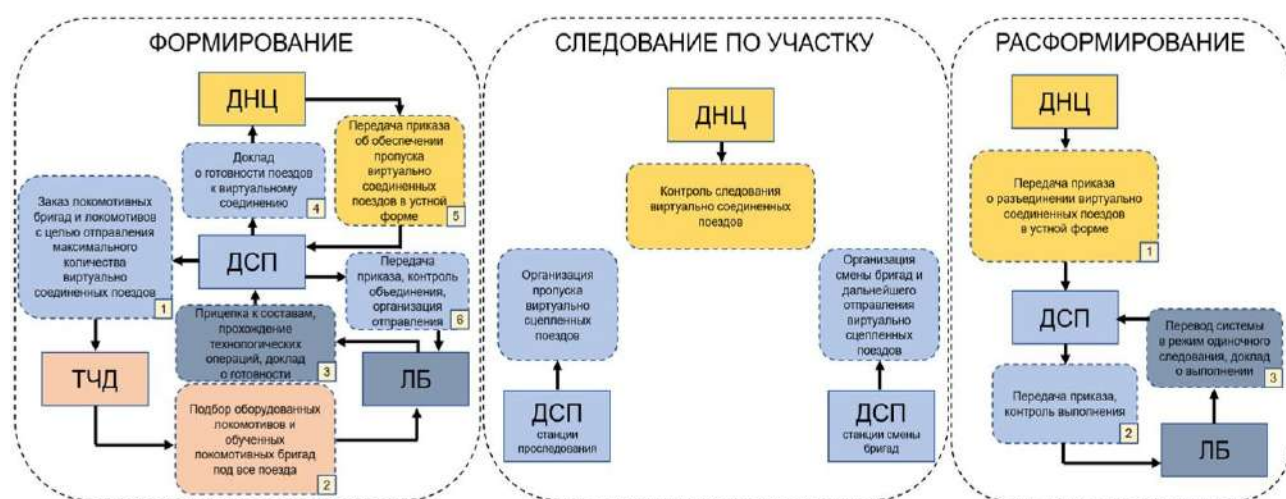 ФОРМИРОВАНИЕ
ДНЦ
Передача приказа
об обеспечении
пропуска
виртуально
соединенных
поездов в устной
форме
5
Доклад
о готовности поездов
к виртуальному
соединению
4
Заказ локомотивных
бригад и локомотивов
с целью отправления
максимального
количества
виртуально
соединенных поездов
1
ДСП
Передача
приказа, контроль
объединения,
организация
отправления
6
Прицепка к составам,
прохождение
технологических
операций, доклад
о готовности
3
ТЧД
ЛБ
Подбор оборудованных
локомотивов и
обученных
локомотивных бригад
под все поезда
2
СЛЕДОВАНИЕ ПО УЧАСТКУ
ДНЦ
Контроль следования
виртуально соединенных
поездов
Организация
пропуска
виртуально
сцепленных
поездов
Организация
смены бригад и
дальнейшего
отправления
виртуально
сцепленных
поездов
ДСП
станции
проследования
ДСП
станции смены
бригад
РАСФОРМИРОВАНИЕ
ДНЦ
Передача приказа
о разъединении виртуально
соединенных поездов
в устной форме
1
ДСП
Перевод системы
в режим одиночного
следования, доклад
о выполнении
3
Передача приказа,
контроль выполнения
2
ЛБ